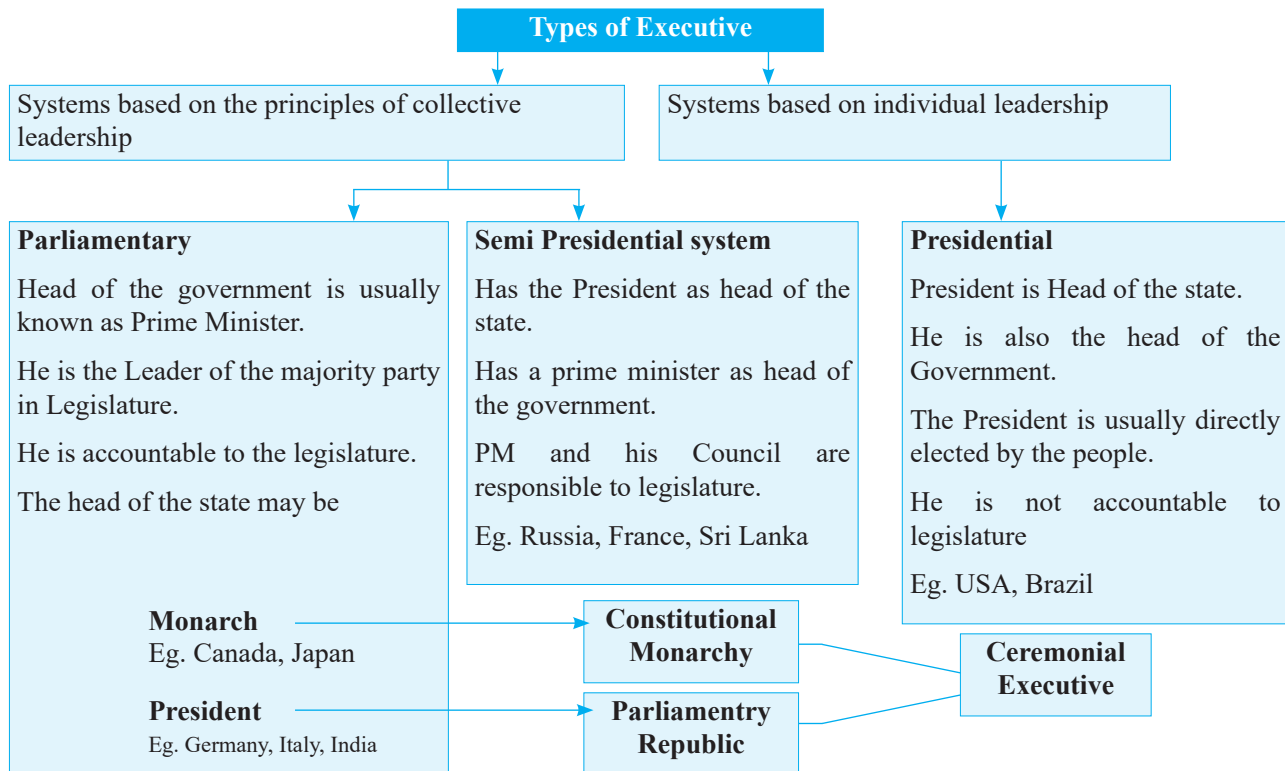 Types of Executive
Systems based on the principles of collective
leadership
Systems based on individual leadership
Parliamentary
Head of the government is usually
known as Prime Minister.
He is the Leader of the majority party
in Legislature.
He is accountable to the legislature.
The head of the state may be
Monarch
Eg. Canada, Japan
President
Eg. Germany, Italy, India
Semi Presidential system
Has the President as head of the
state.
Has a prime minister as head of
the government.
PM and his Council are
responsible to legislature.
Eg. Russia, France, Sri Lanka
Presidential
President is Head of the state.
He is also the head of the
Government.
The President is usually directly
elected by the people.
He is not accountable to
legislature
Eg. USA, Brazil
Constitutional
Monarchy
Parliamentry
Republic
Ceremonial
Executive